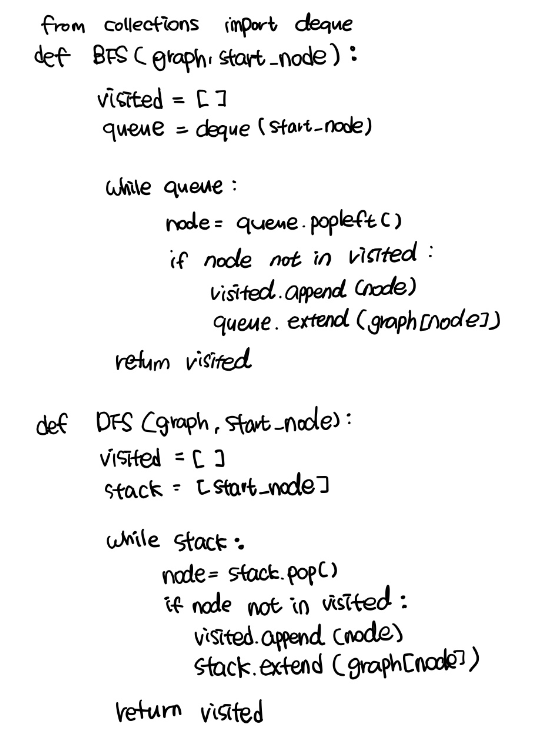 from collections import deque
def BFS(graph, start_node):
visited = []
queue = deque(start_node)
while queue:
node = queue.popleft()
if node not in visited:
visited.append(node)
queue.extend(graph[node])
return visited
def DFS(graph, start_node):
visited = []
stack = [start_node]
while stack:
node = stack.pop()
if node not in visited:
visited.append(node)
stack.extend(graph[node])
return visited